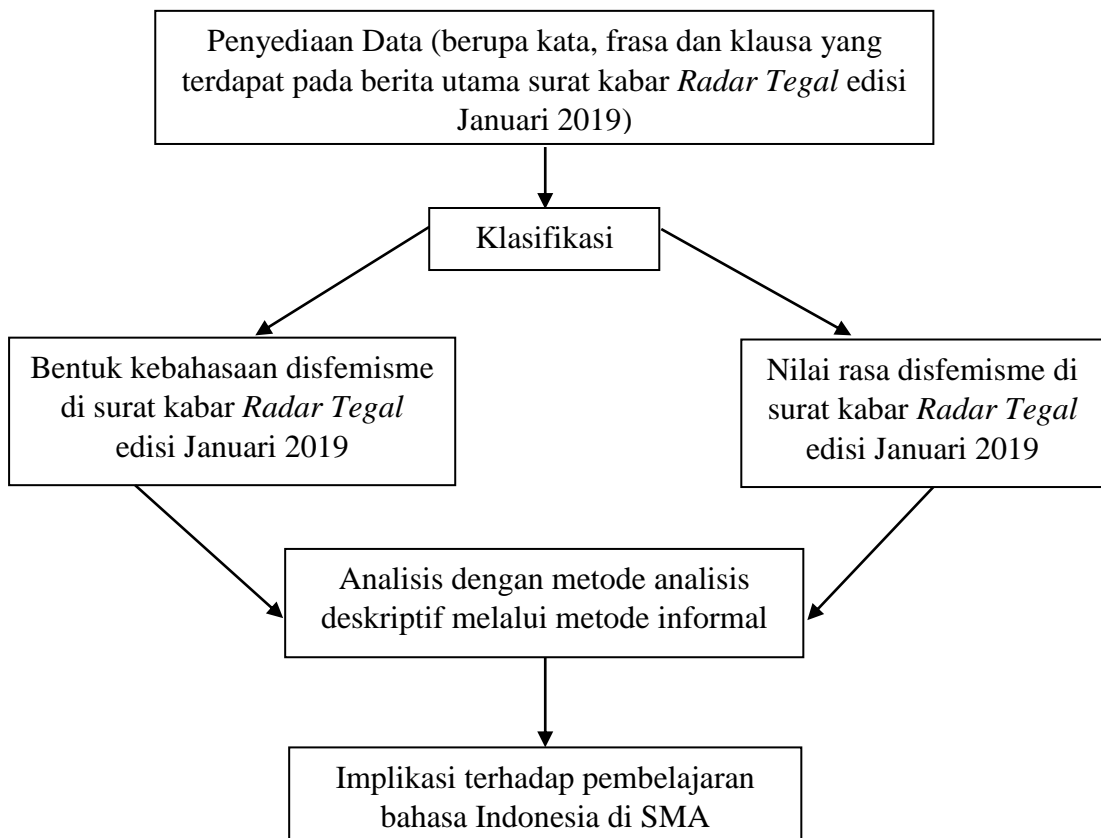 Penyediaan Data (berupa kata, frasa dan klausa yang
terdapat pada berita utama surat kabar Radar Tegal edisi
Januari 2019)
Klasifikasi
Bentuk kebahasaan disfemisme
di surat kabar Radar Tegal
edisi Januari 2019
Nilai rasa disfemisme di
surat kabar Radar Tegal
edisi Januari 2019
Analisis dengan metode analisis
deskriptif melalui metode informal
Implikasi terhadap pembelajaran
bahasa Indonesia di SMA